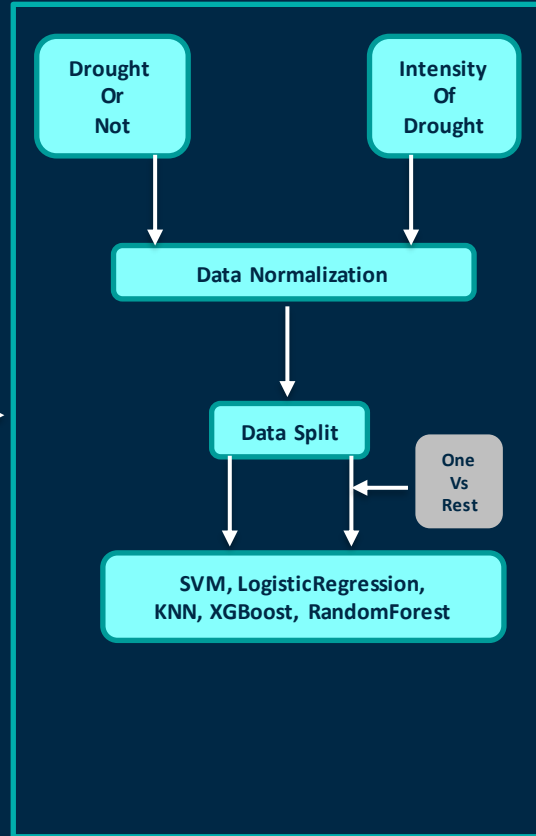 Drought
Or
Not
Intensity
Of
Drought
Data Normalization
Data Split
One
Vs
Rest
SVM, LogisticRegression,
KNN, XGBoost, RandomForest